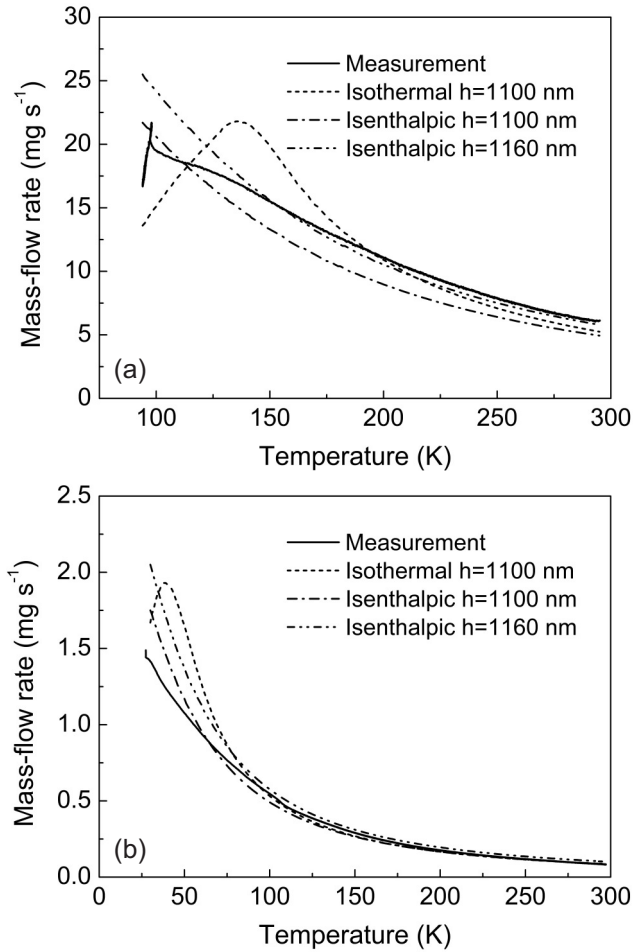 30
25
20
15
10
5
0
Mass-flow rate (mg s⁻¹)
Measurement
Isothermal h=1100 nm
Isenthalpic h=1100 nm
Isenthalpic h=1160 nm
(a)
100 150 200 250 300
Temperature (K)
2.5
2.0
1.5
1.0
0.5
0.0
Mass-flow rate (mg s⁻¹)
Measurement
Isothermal h=1100 nm
Isenthalpic h=1100 nm
Isenthalpic h=1160 nm
(b)
0 50 100 150 200 250 300
Temperature (K)